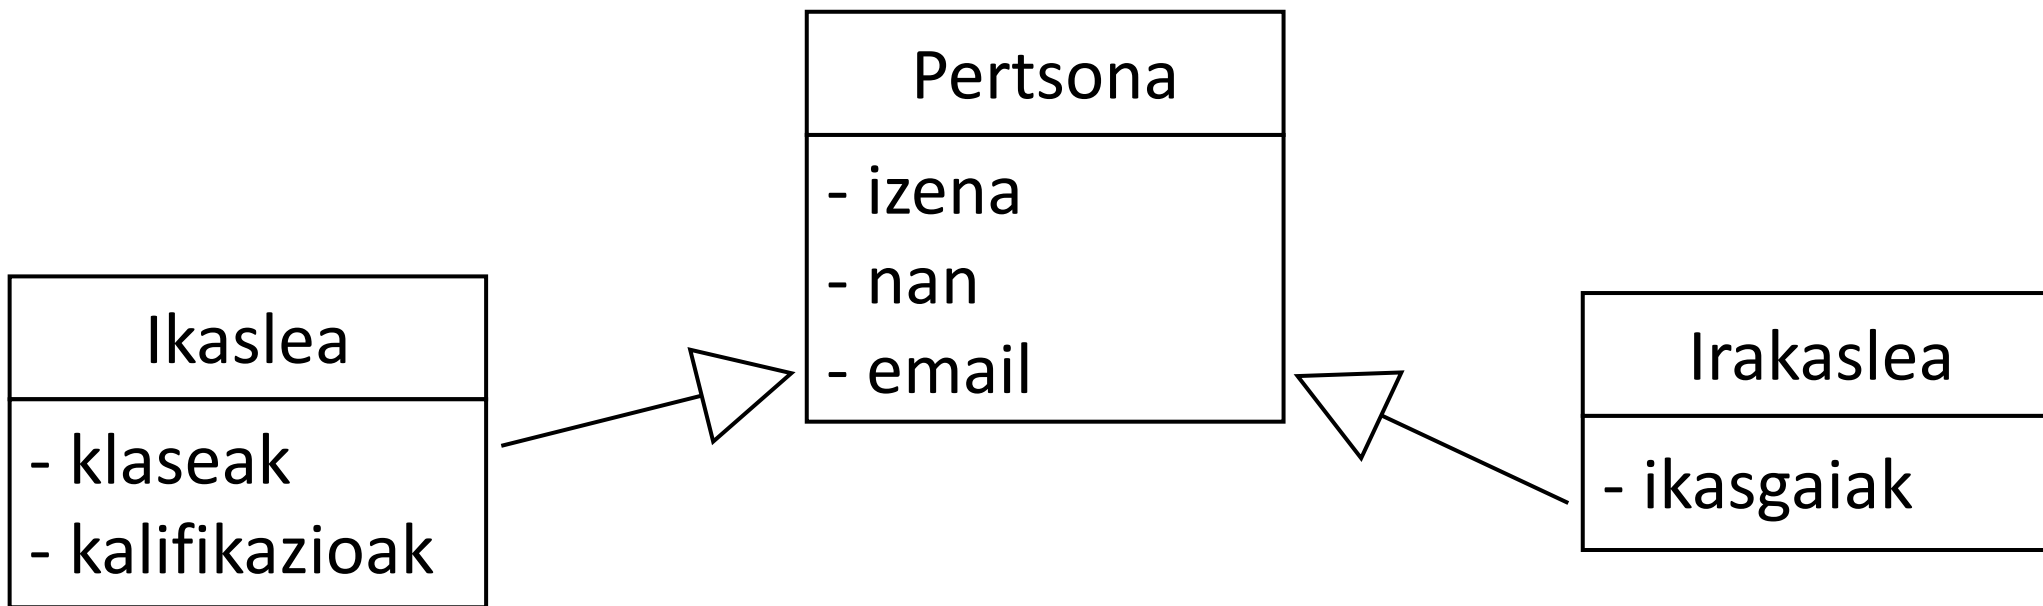 Pertsona
- izena
- nan
- email
Ikaslea
- klaseak
- kalifikazioak
Irakaslea
- ikasgaiak